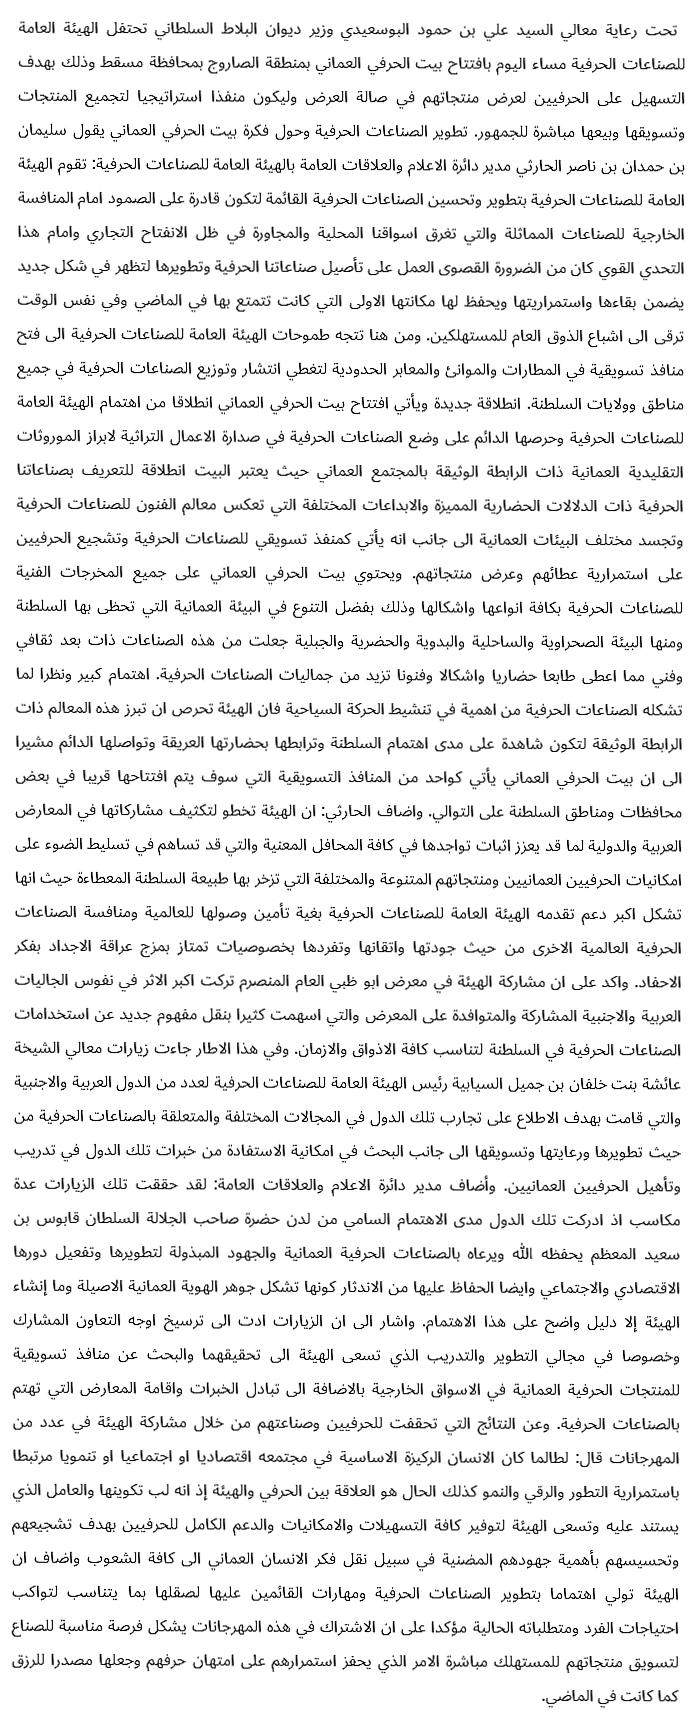 تحت رعاية معالي السيد علي بن حمود البوسعيدي وزير ديوان البلاط السلطاني تحتفل الهيئة العامة
للصناعات الحرفية مساء اليوم بافتتاح بيت الحرفي العماني بمنطقة الصاروج بمحافظة مسقط وذلك بهدف
التسهيل على الحرفيين لعرض منتجاتهم في صالة العرض وليكون منفذا استراتيجيا لتجميع المنتجات
وتسويقها وبيعها مباشرة للجمهور. تطوير الصناعات الحرفية وحول فكرة بيت الحرفي العماني يقول سليمان
بن حمدان بن ناصر الحارثي مدير دائرة الاعلام والعلاقات العامة بالهيئة العامة للصناعات الحرفية: تقوم الهيئة
العامة للصناعات الحرفية بتطوير وتحسين الصناعات الحرفية القائمة لتكون قادرة على الصمود امام المنافسة
الخارجية للصناعات المماثلة والتي تغرق اسواقنا المحلية والمجاورة في ظل الانفتاح التجاري وامام هذا
التحدي القوي كان من الضرورة القصوى العمل على تأصيل صناعاتنا الحرفية وتطويرها لتظهر في شكل جديد
يضمن بقاءها واستمراريتها ويحفظ لها مكانتها الاولى التي كانت تتمتع بها في الماضي وفي نفس الوقت
ترقى الى اشباع الذوق العام للمستهلكين. ومن هنا تتجه طموحات الهيئة العامة للصناعات الحرفية الى فتح
منافذ تسويقية في المطارات والموانئ والمعابر الحدودية لتغطي انتشار وتوزيع الصناعات الحرفية في جميع
مناطق وولايات السلطنة. انطلاقة جديدة ويأتي افتتاح بيت الحرفي العماني انطلاقا من اهتمام الهيئة العامة
للصناعات الحرفية وحرصها الدائم على وضع الصناعات الحرفية في صدارة الاعمال التراثية لابراز الموروثات
التقليدية العمانية ذات الرابطة الوثيقة بالمجتمع العماني حيث يعتبر البيت انطلاقة للتعريف بصناعاتنا
الحرفية ذات الدلالات الحضارية المميزة والابداعات المختلفة التي تعكس معالم الفنون للصناعات الحرفية
وتجسد مختلف البيئات العمانية الى جانب انه يأتي كمنفذ تسويقي للصناعات الحرفية وتشجيع الحرفيين
على استمرارية عطائهم وعرض منتجاتهم. ويحتوي بيت الحرفي العماني على جميع المخرجات الفنية
للصناعات الحرفية بكافة انواعها واشكالها وذلك بفضل التنوع في البيئة العمانية التي تحظى بها السلطنة
ومنها البيئة الصحراوية والساحلية والبدوية والحضرية والجبلية جعلت من هذه الصناعات ذات بعد ثقافي
وفني مما اعطى طابعا حضاريا واشكالا وفنونا تزيد من جماليات الصناعات الحرفية. اهتمام كبير ونظرا لما
تشكله الصناعات الحرفية من اهمية في تنشيط الحركة السياحية فان الهيئة تحرص ان تبرز هذه المعالم ذات
الرابطة الوثيقة لتكون شاهدة على مدى اهتمام السلطنة وترابطها بحضارتها العريقة وتواصلها الدائم مشيرا
الى ان بيت الحرفي العماني يأتي كواحد من المنافذ التسويقية التي سوف يتم افتتاحها قريبا في بعض
محافظات ومناطق السلطنة على التوالي. واضاف الحارثي: ان الهيئة تخطو لتكثيف مشاركاتها في المعارض
العربية والدولية لما قد يعزز اثبات تواجدها في كافة المحافل المعنية والتي قد تساهم في تسليط الضوء على
امكانيات الحرفيين العمانيين ومنتجاتهم المتنوعة والمختلفة التي تزخر بها طبيعة السلطنة المعطاءة حيث انها
تشكل اكبر دعم تقدمه الهيئة العامة للصناعات الحرفية بغية تأمين وصولها للعالمية ومنافسة الصناعات
الحرفية العالمية الاخرى من حيث جودتها واتقانها وتفردها بخصوصيات تمتاز بمزج عراقة الاجداد بفكر
الاحفاد. واكد على ان مشاركة الهيئة في معرض ابو ظبي العام المنصرم تركت اكبر الاثر في نفوس الجاليات
العربية والاجنبية المشاركة والمتوافدة على المعرض والتي اسهمت كثيرا بنقل مفهوم جديد عن استخدامات
الصناعات الحرفية في السلطنة لتناسب كافة الاذواق والازمان. وفي هذا الاطار جاءت زيارات معالي الشيخة
عائشة بنت خلفان بن جميل السيابية رئيس الهيئة العامة للصناعات الحرفية لعدد من الدول العربية والاجنبية
والتي قامت بهدف الاطلاع على تجارب تلك الدول في المجالات المختلفة والمتعلقة بالصناعات الحرفية من
حيث تطويرها ورعايتها وتسويقها الى جانب البحث في امكانية الاستفادة من خبرات تلك الدول في تدريب
وتأهيل الحرفيين العمانيين. وأضاف مدير دائرة الاعلام والعلاقات العامة: لقد حققت تلك الزيارات عدة
مكاسب اذ ادركت تلك الدول مدى الاهتمام السامي من لدن حضرة صاحب الجلالة السلطان قابوس بن
سعيد المعظم يحفظه الله ويرعاه بالصناعات الحرفية العمانية والجهود المبذولة لتطويرها وتفعيل دورها
الاقتصادي والاجتماعي وايضا الحفاظ عليها من الاندثار كونها تشكل جوهر الهوية العمانية الاصيلة وما إنشاء
الهيئة إلا دليل واضح على هذا الاهتمام. واشار الى ان الزيارات ادت الى ترسيخ اوجه التعاون المشارك
وخصوصا في مجالي التطوير والتدريب الذي تسعى الهيئة الى تحقيقهما والبحث عن منافذ تسويقية
للمنتجات الحرفية العمانية في الاسواق الخارجية بالاضافة الى تبادل الخبرات واقامة المعارض التي تهتم
بالصناعات الحرفية. وعن النتائج التي تحققت للحرفيين وصناعتهم من خلال مشاركة الهيئة في عدد من
المهرجانات قال: لطالما كان الانسان الركيزة الاساسية في مجتمعه اقتصاديا او اجتماعيا او تنمويا مرتبطا
باستمرارية التطور والرقي والنمو كذلك الحال هو العلاقة بين الحرفي والهيئة إذ انه لب تكوينها والعامل الذي
يستند عليه وتسعى الهيئة لتوفير كافة التسهيلات والامكانيات والدعم الكامل للحرفيين بهدف تشجيعهم
وتحسيسهم بأهمية جهودهم المضنية في سبيل نقل فكر الانسان العماني الى كافة الشعوب واضاف ان
الهيئة تولي اهتماما بتطوير الصناعات الحرفية ومهارات القائمين عليها لصقلها بما يتناسب لتواكب
احتياجات الفرد ومتطلباته الحالية مؤكدا على ان الاشتراك في هذه المهرجانات يشكل فرصة مناسبة للصناع
لتسويق منتجاتهم للمستهلك مباشرة الامر الذي يحفز استمرارهم على امتهان حرفهم وجعلها مصدرا للرزق
كما كانت في الماضي.